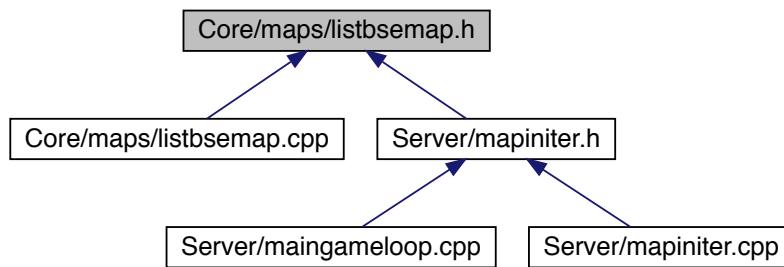 Core/maps/listbsemap.h
Core/maps/listbsemap.cpp
Server/mapiniter.h
Server/maingameloop.cpp
Server/mapiniter.cpp